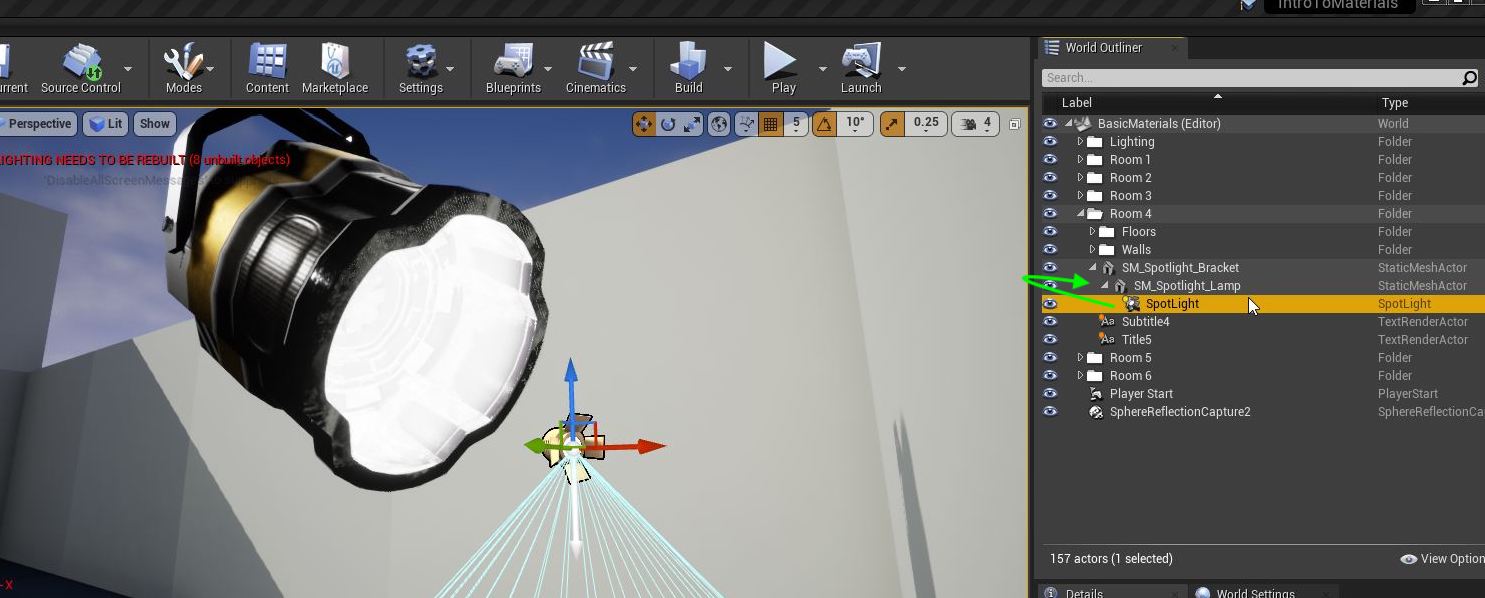 IntroToMaterials
World Outliner
Source Control Modes Content Marketplace Settings Blueprints Cinematics Build Play Launch
Search...
Label Type
Perspective Lit Show 5 10° 0.25 4
BasicMaterials (Editor) World
Lighting Folder
LIGHTING NEEDS TO BE REBUILT (8 unbuilt objects)
Room 1 Folder
Room 2 Folder
Room 3 Folder
Room 4 Folder
Floors Folder
Walls Folder
SM_Spotlight_Bracket StaticMeshActor
SM_Spotlight_Lamp StaticMeshActor
SpotLight SpotLight
Subtitle4 TextRenderActor
Title5 TextRenderActor
Room 5 Folder
Room 6 Folder
Player Start PlayerStart
SphereReflectionCapture2 SphereReflectionCa
157 actors (1 selected) View Option
Details World Settings
-X